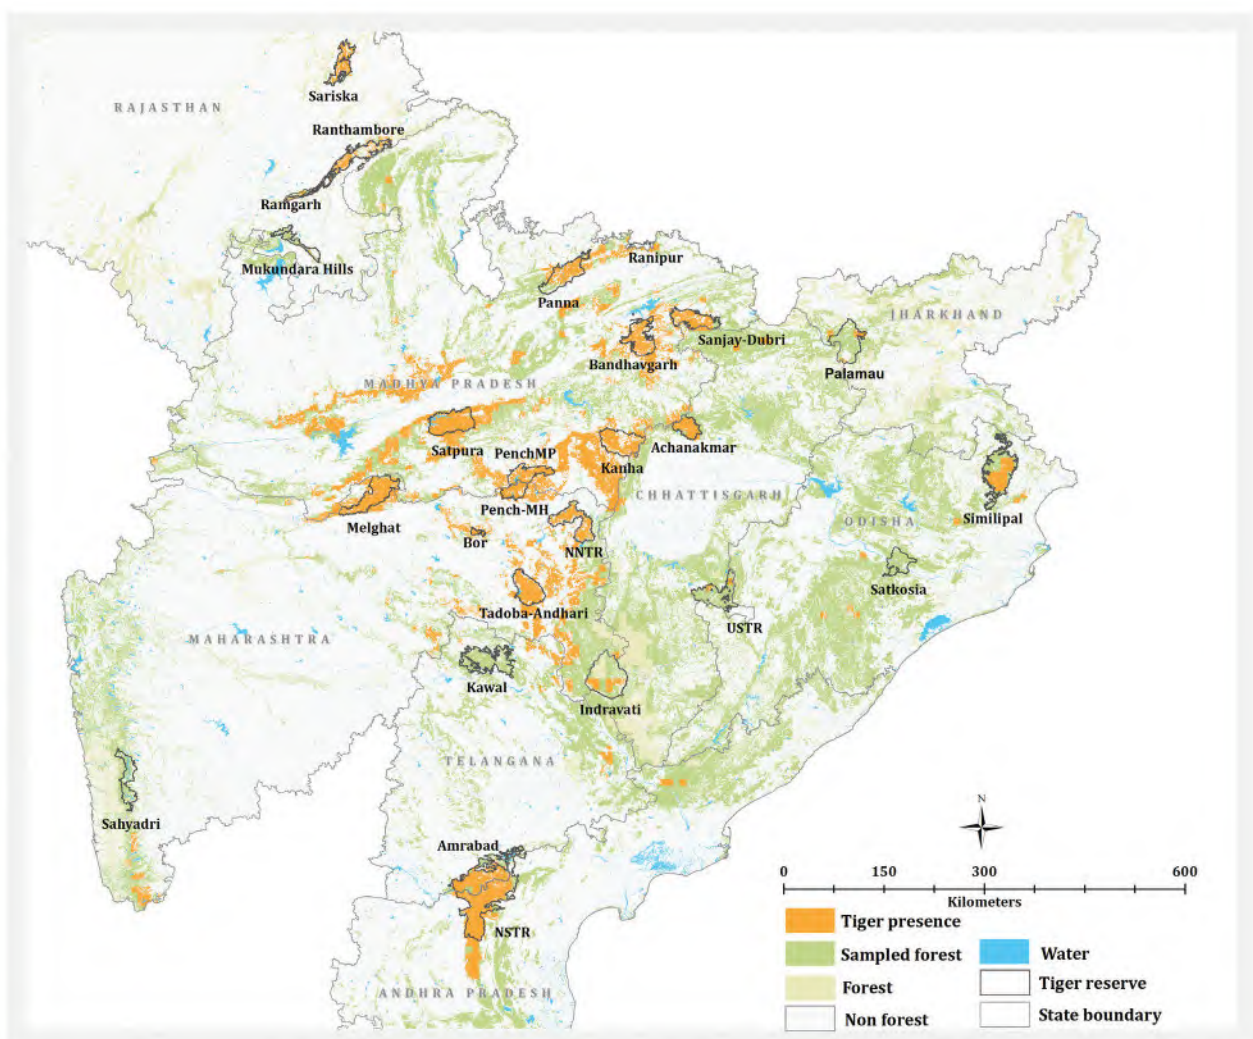 Sariska
RAJASTHAN
Ranthambore
Ramgarh
Mukundara Hills
Ranipur
Panna
JHARKHAND
Sanjay-Dubri
Bandhavgarh
Palamau
MADHYA PRADESH
Satpura
PenchMP
Achanakmar
Kanha
CHHATTISGARH
Pench-MH
Melghat
ODISHA
Similipal
Bor
NNTR
Satkosia
Tadoba-Andhari
USTR
MAHARASHTRA
Kawal
Indravati
TELANGANA
Sahyadri
Amrabad
NSTR
ANDHRA PRADESH
N
0 150 300 600
Kilometers
Tiger presence
Sampled forest
Water
Forest
Tiger reserve
Non forest
State boundary